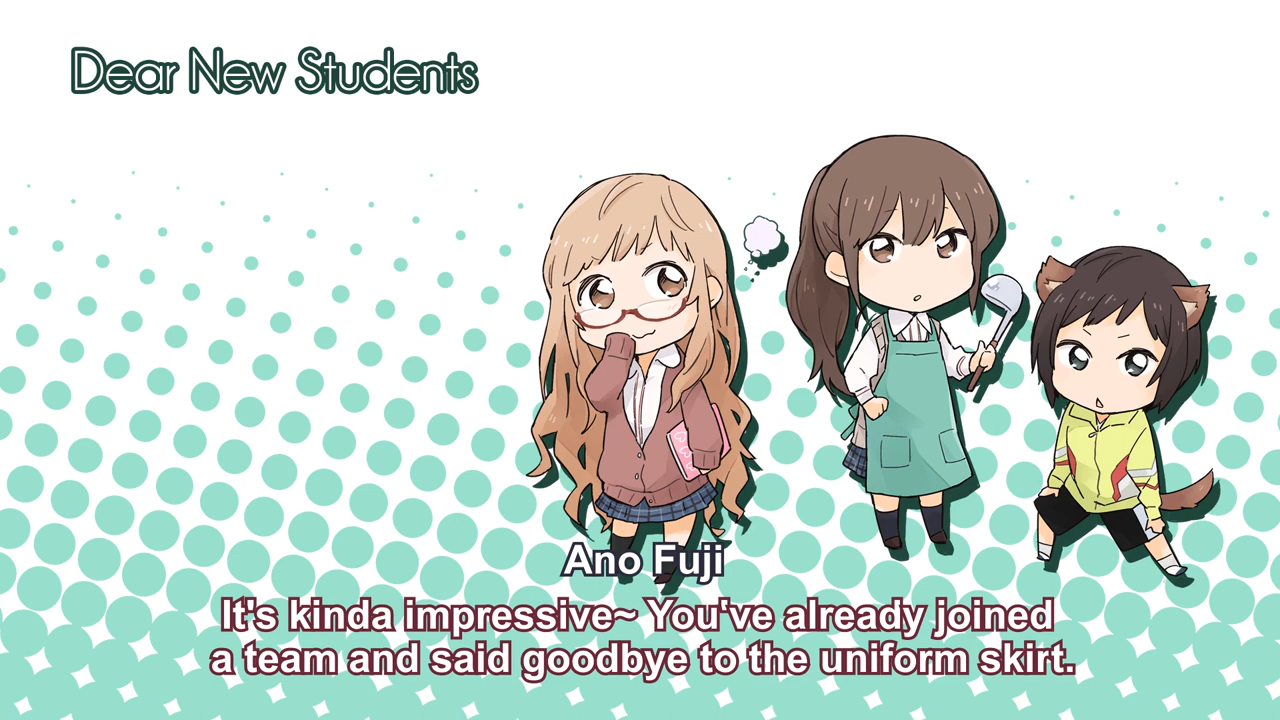 Dear New Students
Ano Fuji
It's kinda impressive~ You've already joined
a team and said goodbye to the uniform skirt.